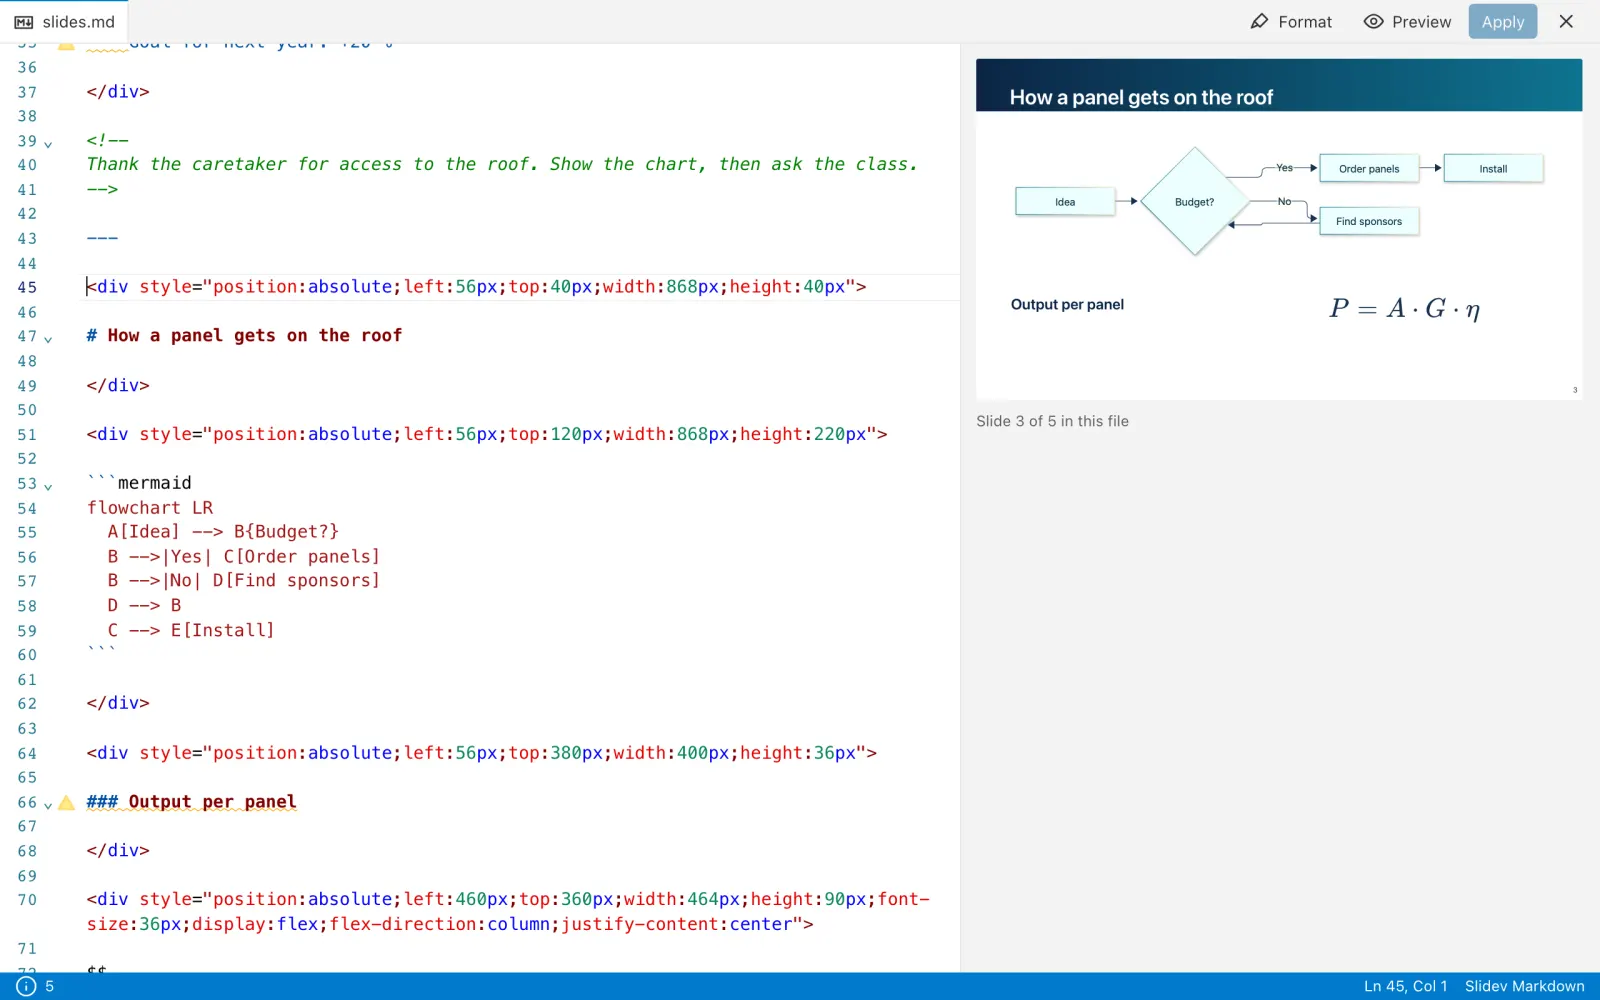 slides.md
Format
Preview
Apply
35 Goal for next year: +20 %
36
37 </div>
38
39 <!--
40 Thank the caretaker for access to the roof. Show the chart, then ask the class.
41 -->
42
43 ---
44
45 <div style="position:absolute;left:56px;top:40px;width:868px;height:40px">
46
47 # How a panel gets on the roof
48
49 </div>
50
51 <div style="position:absolute;left:56px;top:120px;width:868px;height:220px">
52
53 ```mermaid
54 flowchart LR
55 A[Idea] --> B{Budget?}
56 B -->|Yes| C[Order panels]
57 B -->|No| D[Find sponsors]
58 D --> B
59 C --> E[Install]
60 ```
61
62 </div>
63
64 <div style="position:absolute;left:56px;top:380px;width:400px;height:36px">
65
66 ### Output per panel
67
68 </div>
69
70 <div style="position:absolute;left:460px;top:360px;width:464px;height:90px;font-
size:36px;display:flex;flex-direction:column;justify-content:center">
71
72 $$
How a panel gets on the roof
Idea
Budget?
Yes
Order panels
Install
No
Find sponsors
Output per panel
P = A · G · η
3
Slide 3 of 5 in this file
5
Ln 45, Col 1
Slidev Markdown